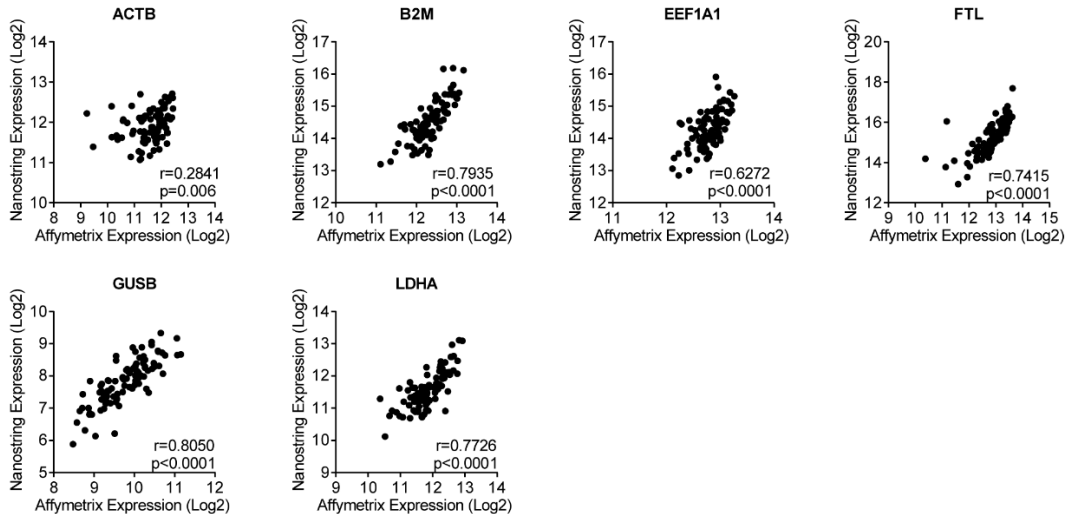 ACTB
Nanostring Expression (Log2)
14
13
12
11
10
r=0.2841
p=0.006
8 9 10 11 12 13 14
Affymetrix Expression (Log2)
B2M
Nanostring Expression (Log2)
17
16
15
14
13
12
r=0.7935
p<0.0001
10 11 12 13 14
Affymetrix Expression (Log2)
EEF1A1
Nanostring Expression (Log2)
17
16
15
14
13
12
r=0.6272
p<0.0001
11 12 13 14
Affymetrix Expression (Log2)
FTL
Nanostring Expression (Log2)
20
18
16
14
12
r=0.7415
p<0.0001
10 11 12 13 14 15
Affymetrix Expression (Log2)
GUSB
Nanostring Expression (Log2)
10
9
8
7
6
5
r=0.8050
p<0.0001
8 9 10 11 12
Affymetrix Expression (Log2)
LDHA
Nanostring Expression (Log2)
14
13
12
11
10
9
r=0.7726
p<0.0001
9 10 11 12 13 14
Affymetrix Expression (Log2)